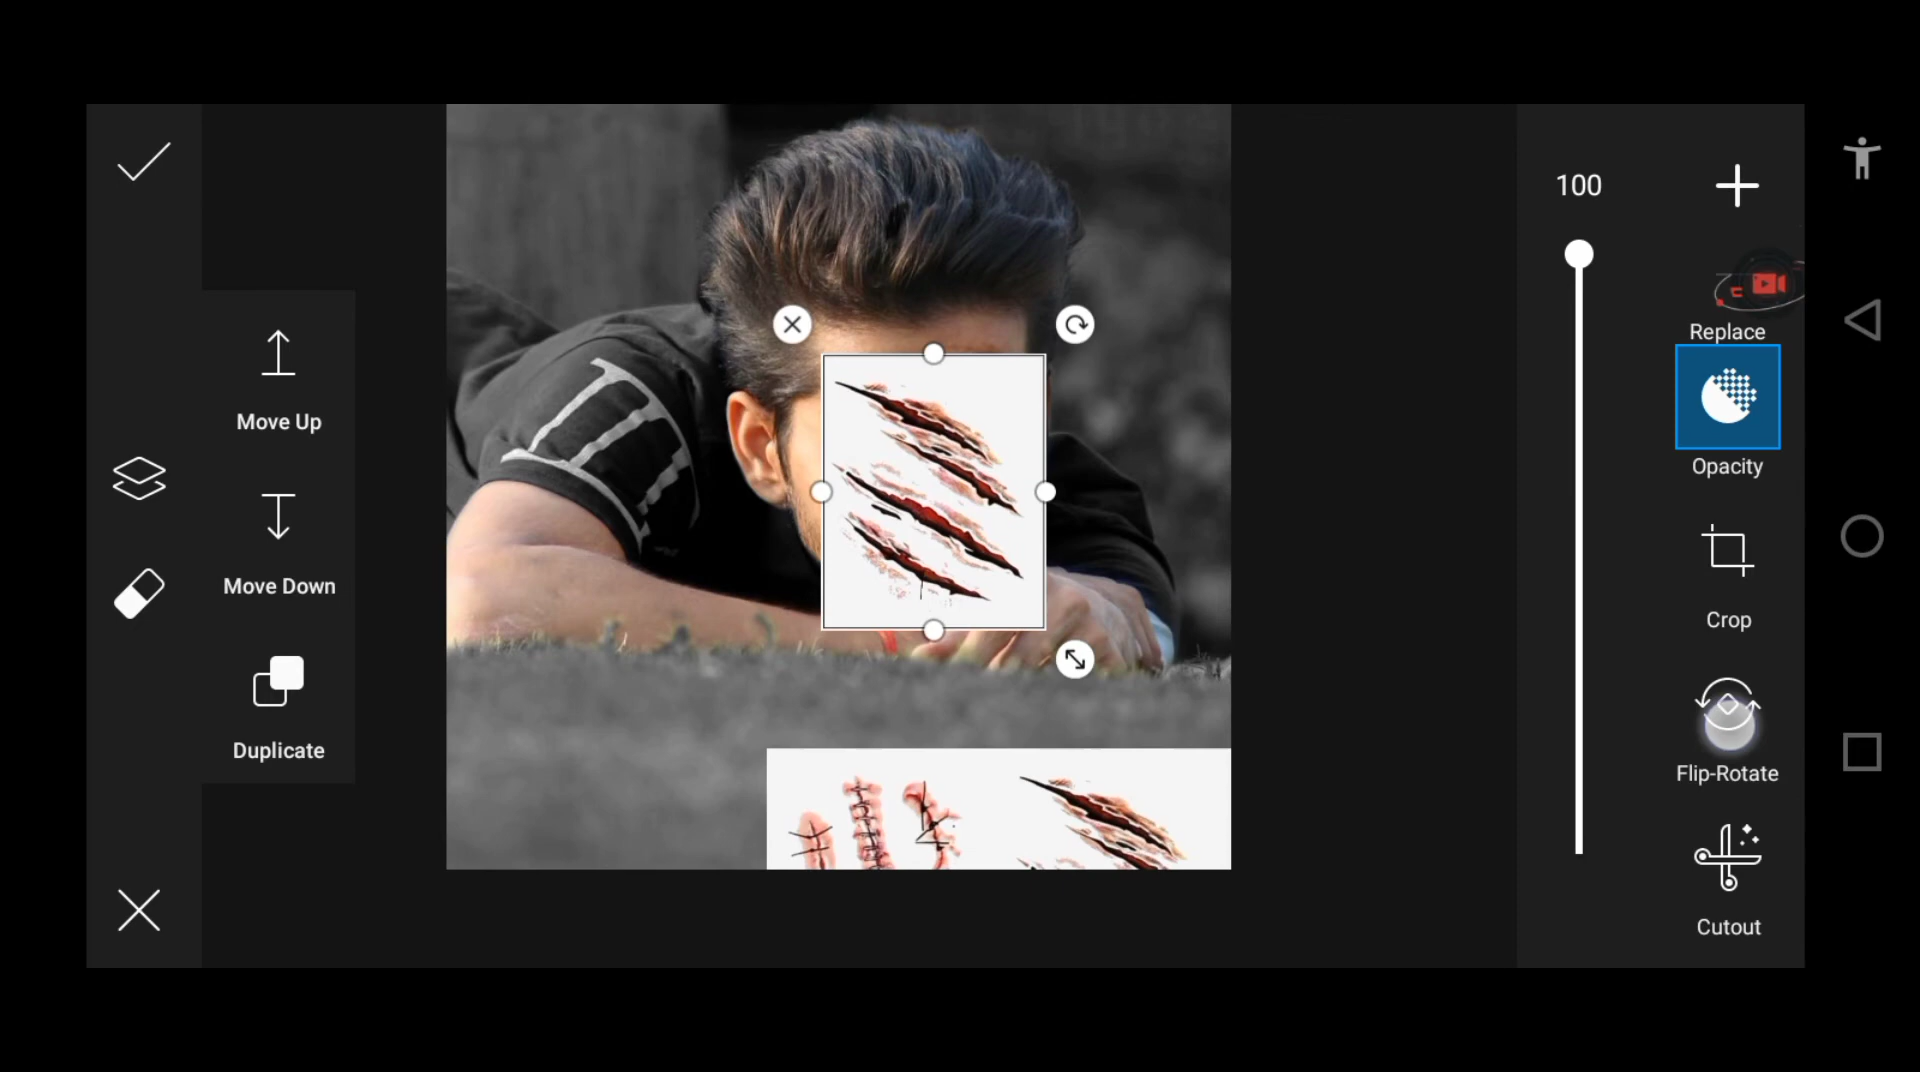 100
Replace
Opacity
Crop
Flip-Rotate
Cutout
Move Up
Move Down
Duplicate